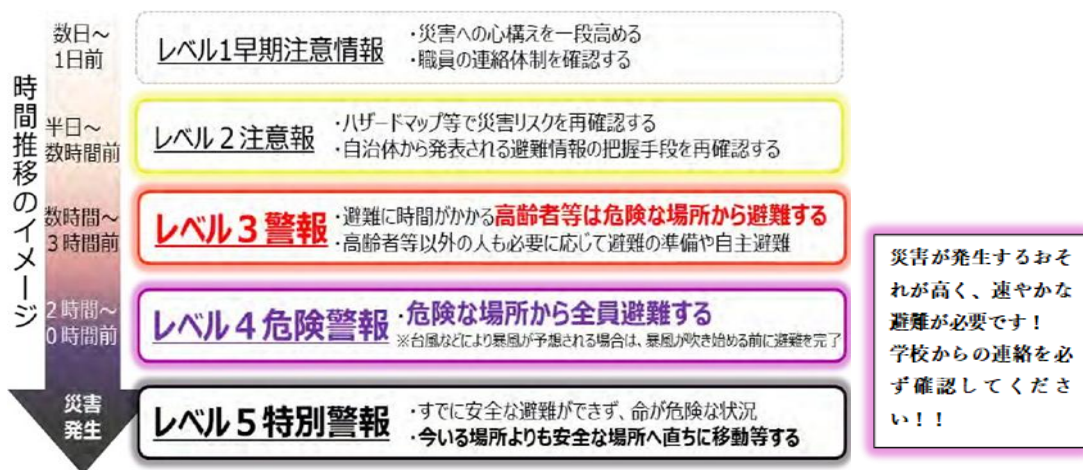 時間推移のイメージ
数日～
1日前
レベル1早期注意情報
・災害への心構えを一段高める
・職員の連絡体制を確認する
半日～
数時間前
レベル２注意報
・ハザードマップ等で災害リスクを再確認する
・自治体から発表される避難情報の把握手段を再確認する
数時間～
３時間前
レベル３警報
・避難に時間がかかる高齢者等は危険な場所から避難する
・高齢者等以外の人も必要に応じて避難の準備や自主避難
２時間～
０時間前
レベル４危険警報
・危険な場所から全員避難する
※台風などにより暴風が予想される場合は、暴風が吹き始める前に避難を完了
災害
発生
レベル５特別警報
・すでに安全な避難ができず、命が危険な状況
・今いる場所よりも安全な場所へ直ちに移動等する
災害が発生するおそ
れが高く、速やかな
避難が必要です！
学校からの連絡を必
ず確認してくださ
い！！